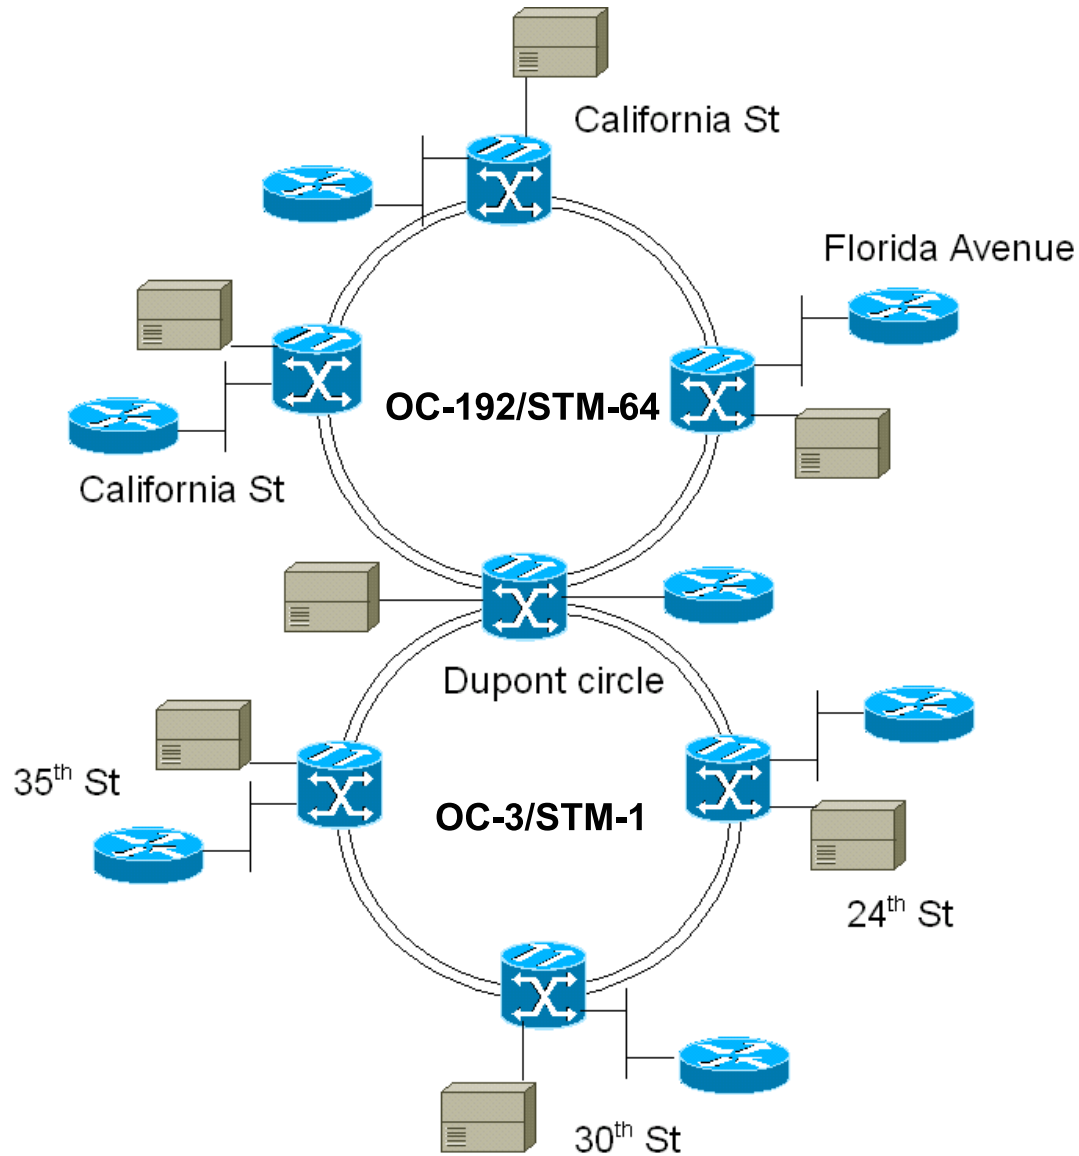 California St
Florida Avenue
OC-192/STM-64
California St
Dupont circle
35th St
OC-3/STM-1
24th St
30th St